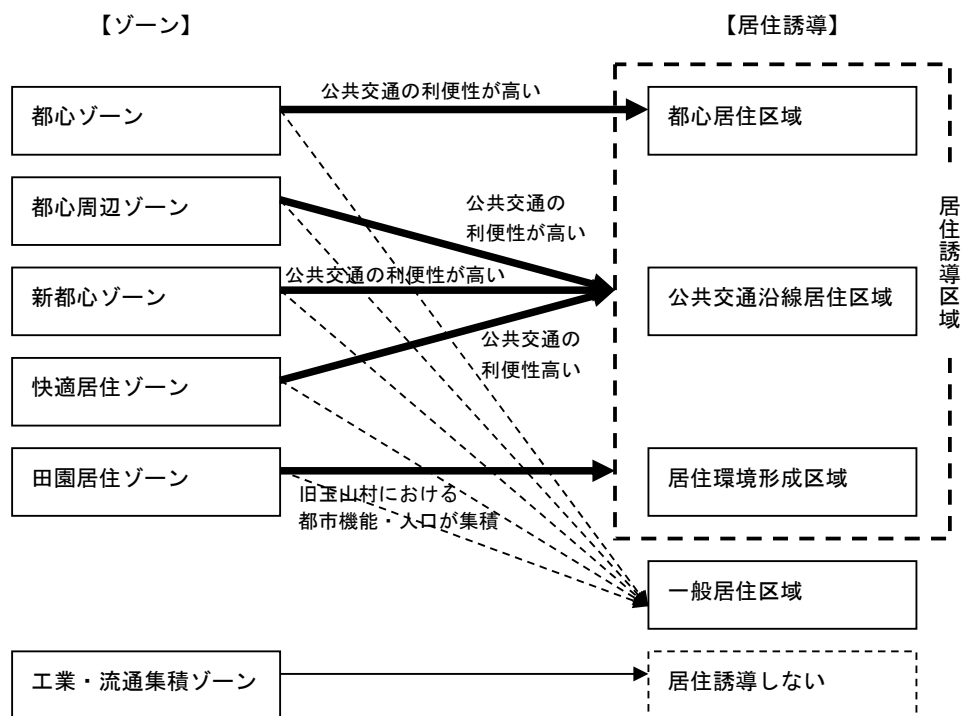 【ゾーン】
【居住誘導】
公共交通の利便性が高い
都心ゾーン
都心居住区域
都心周辺ゾーン
公共交通の
利便性が高い
居住誘導区域
公共交通の利便性が高い
新都心ゾーン
公共交通沿線居住区域
公共交通の
利便性高い
快適居住ゾーン
田園居住ゾーン
居住環境形成区域
旧玉山村における
都市機能・人口が集積
一般居住区域
工業・流通集積ゾーン
居住誘導しない